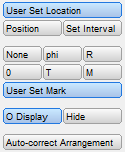 User Set Location
Position Set Interval
None phi R
0 T M
User Set Mark
O Display Hide
Auto-correct Arrangement